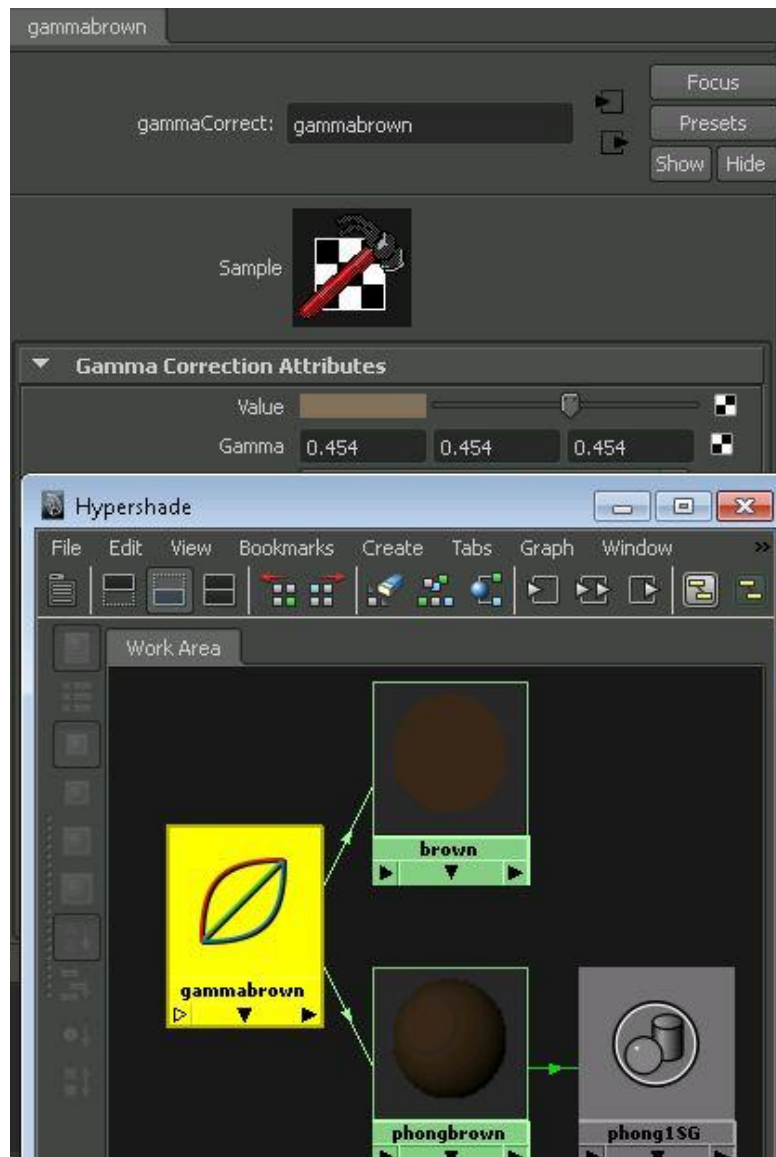 gammabrown
Focus
gammaCorrect: gammabrown
Presets
Show Hide
Sample
Gamma Correction Attributes
Value
Gamma 0.454 0.454 0.454
Hypershade
File Edit View Bookmarks Create Tabs Graph Window »
Work Area
brown
gammabrown
phongbrown phong1SG